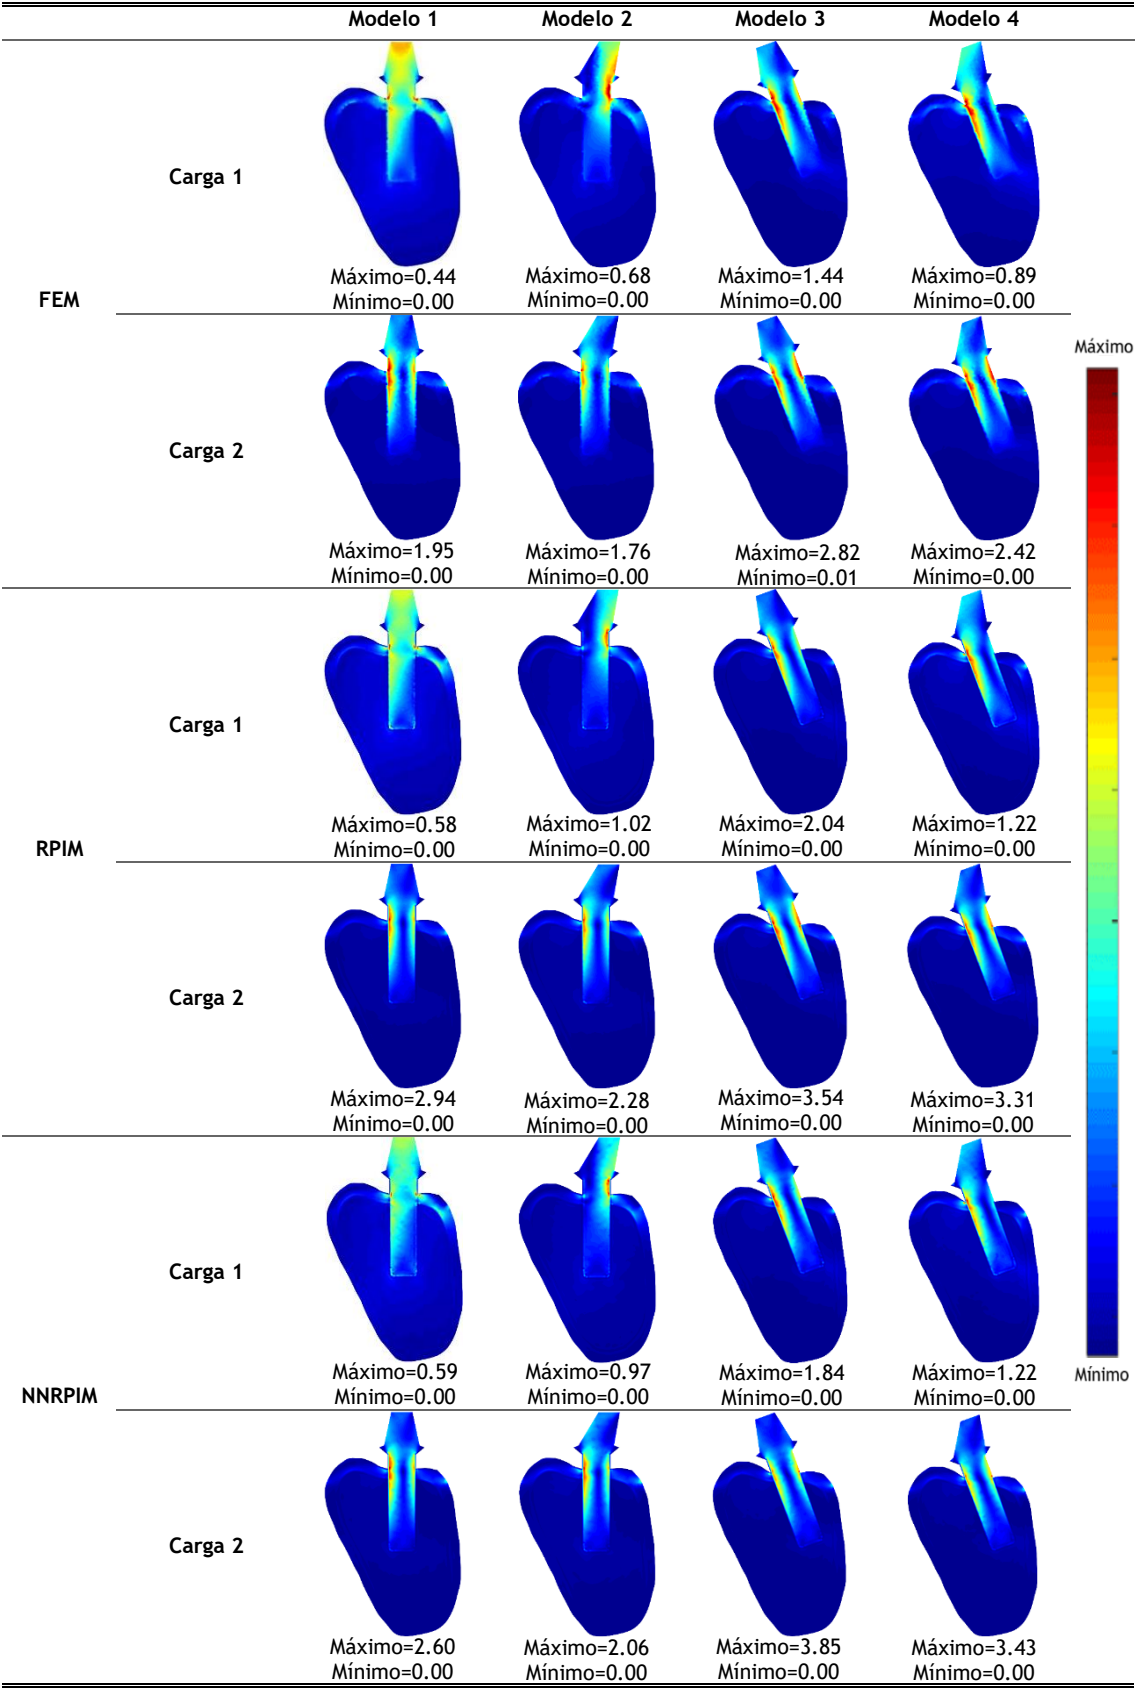 Modelo 1 Modelo 2 Modelo 3 Modelo 4
FEM
Carga 1
Máximo=0.44 Máximo=0.68 Máximo=1.44 Máximo=0.89
Mínimo=0.00 Mínimo=0.00 Mínimo=0.00 Mínimo=0.00
Carga 2
Máximo=1.95 Máximo=1.76 Máximo=2.82 Máximo=2.42
Mínimo=0.00 Mínimo=0.00 Mínimo=0.01 Mínimo=0.00
RPIM
Carga 1
Máximo=0.58 Máximo=1.02 Máximo=2.04 Máximo=1.22
Mínimo=0.00 Mínimo=0.00 Mínimo=0.00 Mínimo=0.00
Carga 2
Máximo=2.94 Máximo=2.28 Máximo=3.54 Máximo=3.31
Mínimo=0.00 Mínimo=0.00 Mínimo=0.00 Mínimo=0.00
NNRPIM
Carga 1
Máximo=0.59 Máximo=0.97 Máximo=1.84 Máximo=1.22
Mínimo=0.00 Mínimo=0.00 Mínimo=0.00 Mínimo=0.00
Carga 2
Máximo=2.60 Máximo=2.06 Máximo=3.85 Máximo=3.43
Mínimo=0.00 Mínimo=0.00 Mínimo=0.00 Mínimo=0.00
Máximo
Mínimo